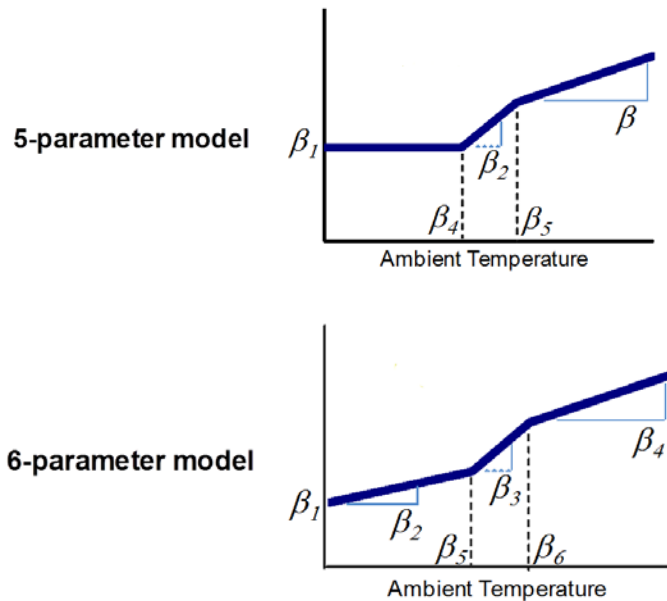 5-parameter model
β₁
β₂
β
β₄
β₅
Ambient Temperature
6-parameter model
β₁
β₂
β₃
β₄
β₅
β₆
Ambient Temperature